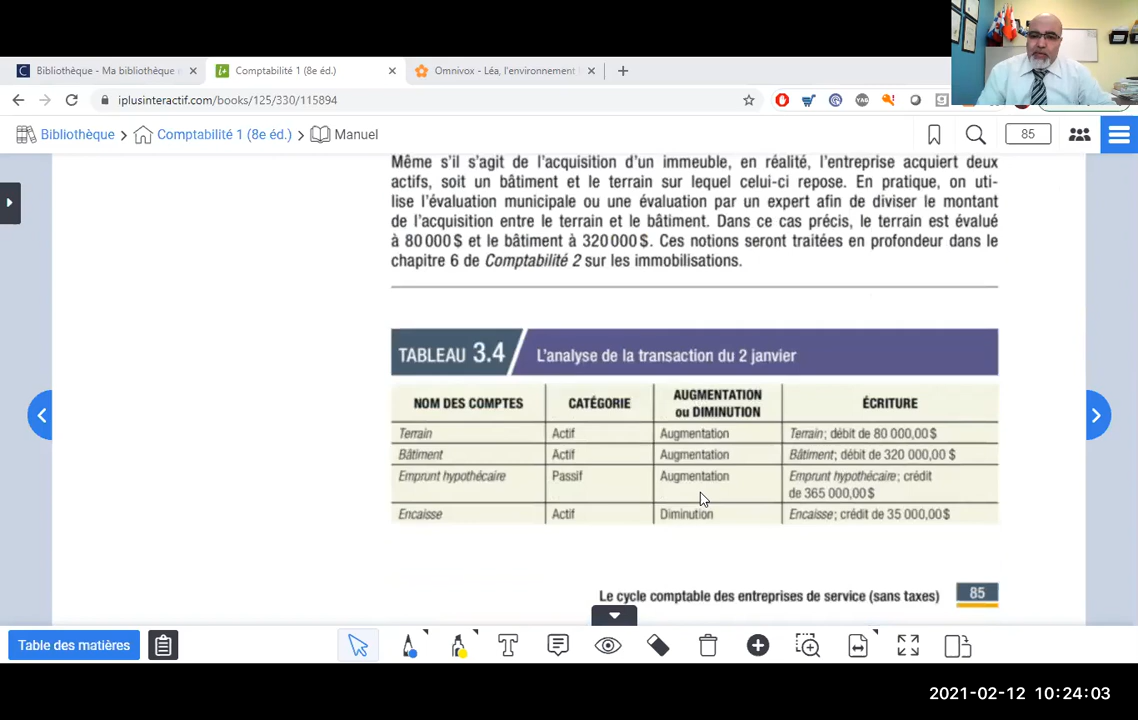 Bibliothèque - Ma bibliothèque
Comptabilité 1 (8e éd.)
Omnivox - Léa, l'environnement
iplusinteractif.com/books/125/330/115894
Bibliothèque
Comptabilité 1 (8e éd.)
Manuel
85
Même s'il s'agit de l'acquisition d'un immeuble, en réalité, l'entreprise acquiert deux
actifs, soit un bâtiment et le terrain sur lequel celui-ci repose. En pratique, on uti-
lise l'évaluation municipale ou une évaluation par un expert afin de diviser le montant
de l'acquisition entre le terrain et le bâtiment. Dans ce cas précis, le terrain est évalué
à 80 000 $ et le bâtiment à 320 000 $. Ces notions seront traitées en profondeur dans le
chapitre 6 de Comptabilité 2 sur les immobilisations.
TABLEAU 3.4 L'analyse de la transaction du 2 janvier
NOM DES COMPTES CATÉGORIE AUGMENTATION ou DIMINUTION ÉCRITURE
Terrain Actif Augmentation Terrain; débit de 80 000,00 $
Bâtiment Actif Augmentation Bâtiment; débit de 320 000,00 $
Emprunt hypothécaire Passif Augmentation Emprunt hypothécaire; crédit
de 365 000,00 $
Encaisse Actif Diminution Encaisse; crédit de 35 000,00 $
Le cycle comptable des entreprises de service (sans taxes) 85
Table des matières
2021-02-12 10:24:03